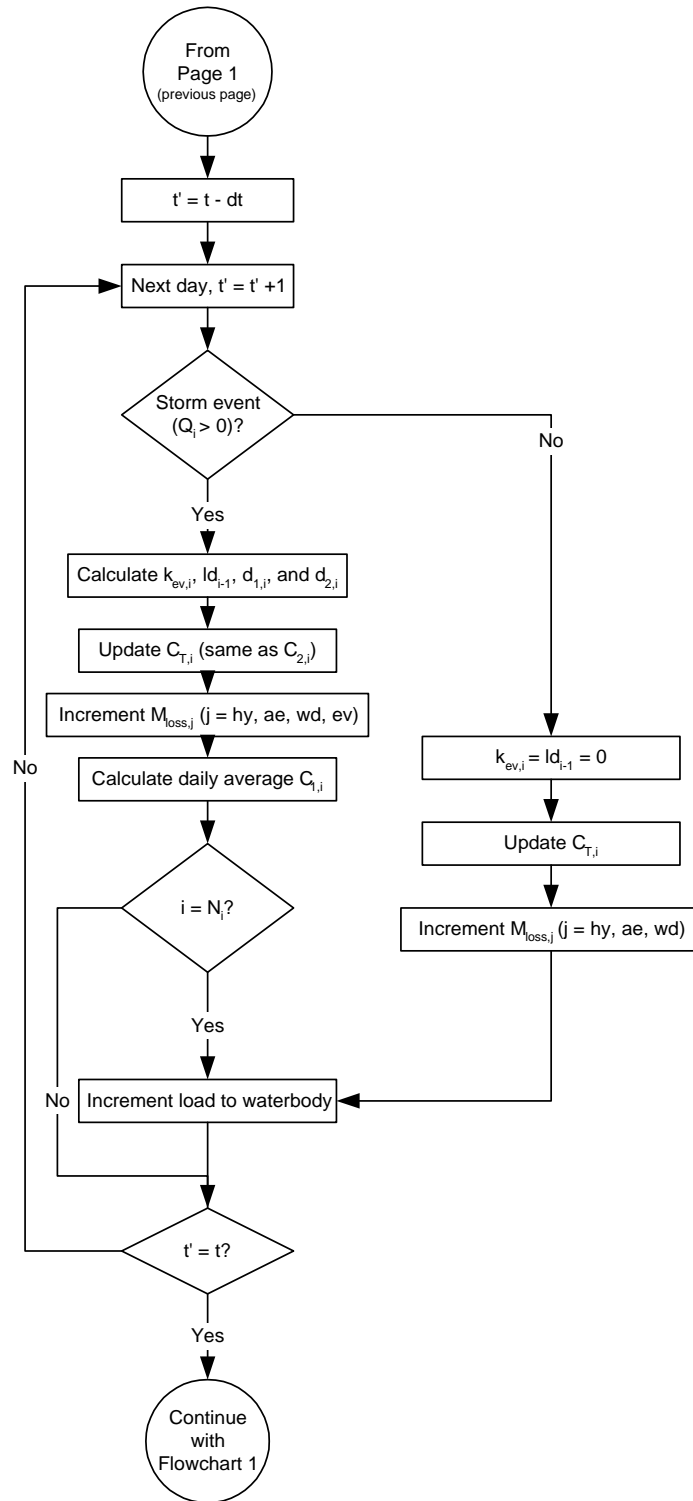 From
Page 1
(previous page)
t' = t - dt
Next day, t' = t' +1
Storm event
(Qi > 0)?
No
Yes
Calculate kev,i, ldi-1, d1,i, and d2,i
Update CT,i (same as C2,i)
Increment Mloss,j (j = hy, ae, wd, ev)
No
kev,i = ldi-1 = 0
Calculate daily average C1,i
Update CT,i
i = Ni?
Increment Mloss,j (j = hy, ae, wd)
Yes
No
Increment load to waterbody
t' = t?
Yes
Continue
with
Flowchart 1